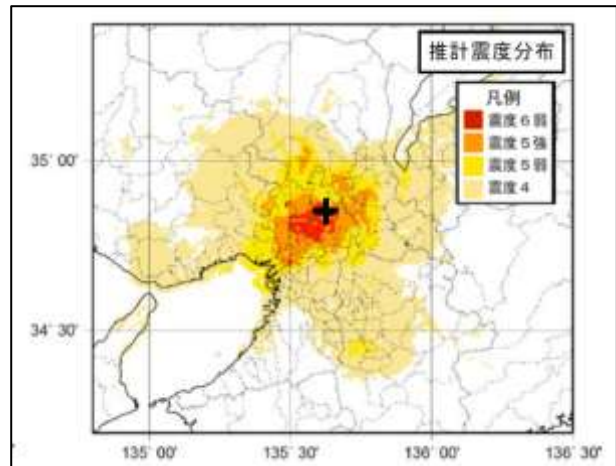 推計震度分布
凡例
震度6弱
震度5強
震度5弱
震度4
35° 00'
34° 30'
135° 00'
135° 30'
136° 00'
136° 30'